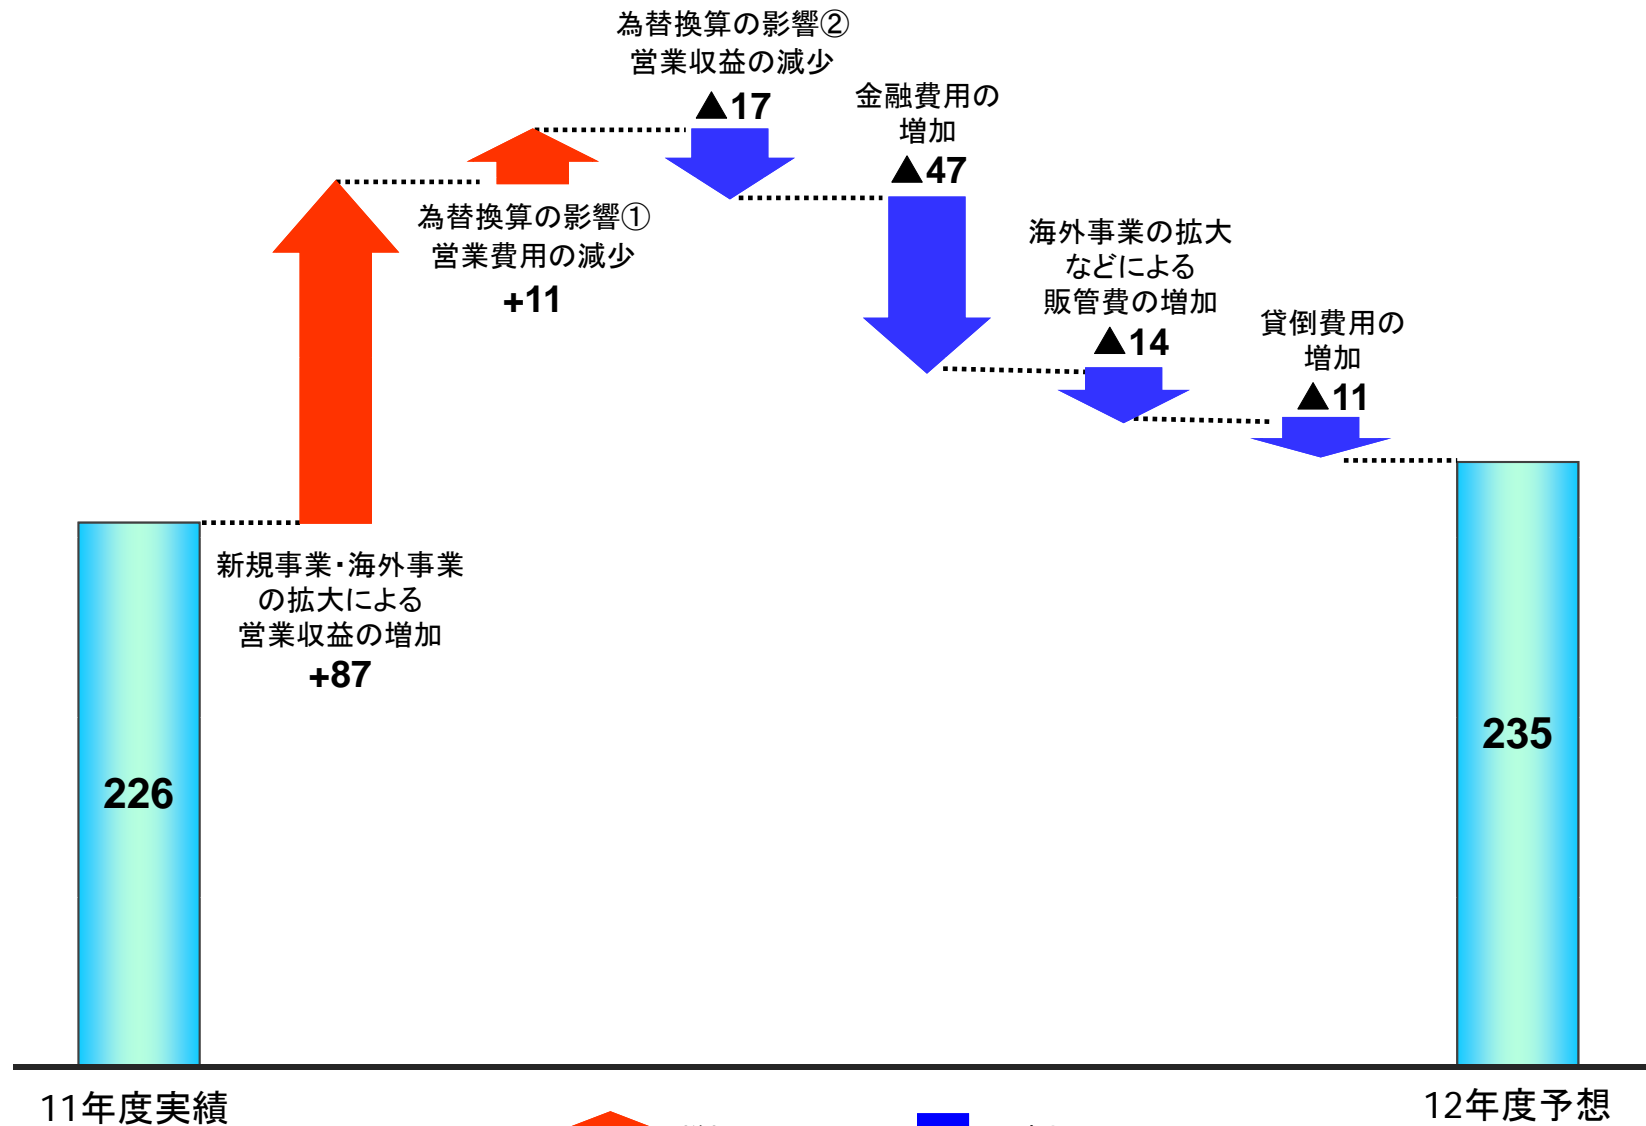 為替換算の影響②
営業収益の減少
▲17
金融費用の
増加
▲47
為替換算の影響①
営業費用の減少
+11
海外事業の拡大
などによる
販管費の増加
▲14
貸倒費用の
増加
▲11
新規事業・海外事業
の拡大による
営業収益の増加
+87
226
235
11年度実績
12年度予想